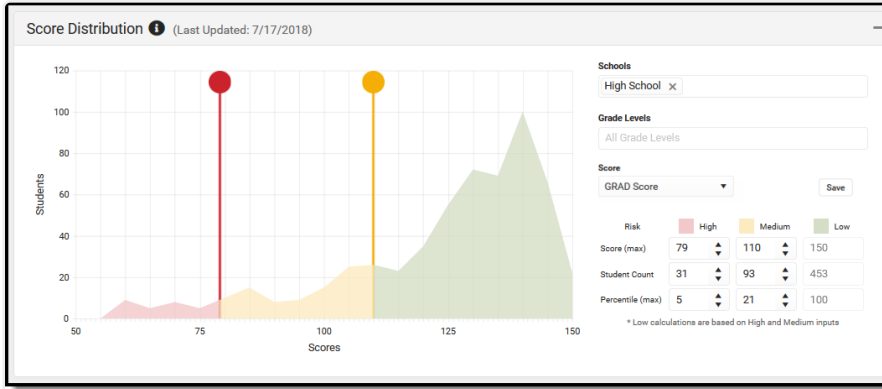 Score Distribution i (Last Updated: 7/17/2018)
120
100
80
60
40
20
0
Students
50 75 100 125 150
Scores
Schools
High School ×
Grade Levels
All Grade Levels
Score
GRAD Score ▼ Save
Risk High Medium Low
Score (max) 79 110 150
Student Count 31 93 453
Percentile (max) 5 21 100
* Low calculations are based on High and Medium inputs